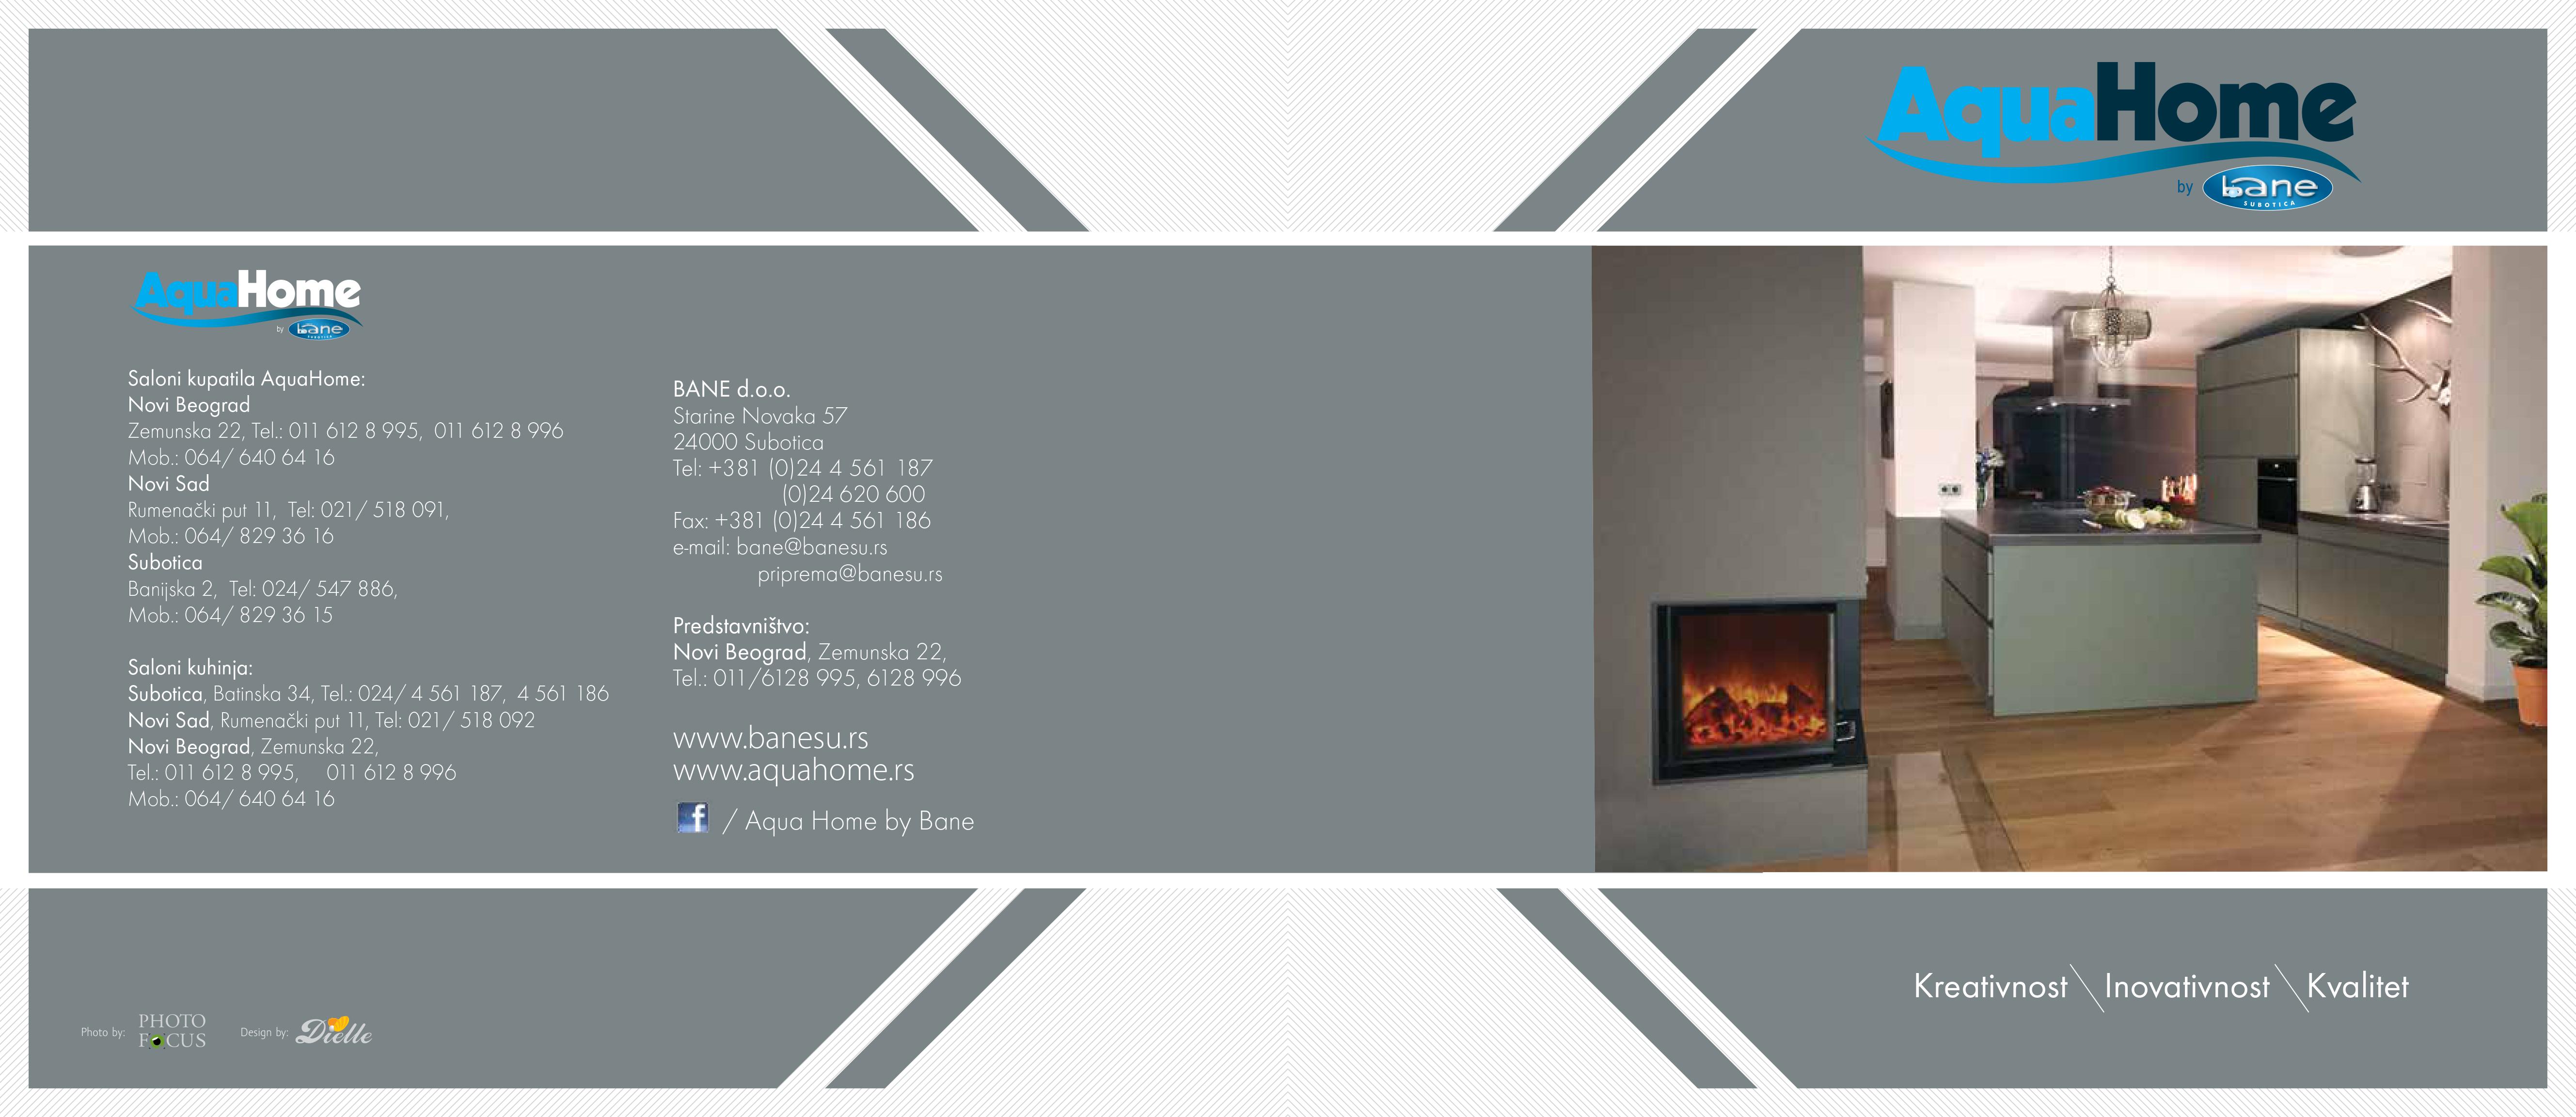 AquaHome
by bane
SUBOTICA
AquaHome
by bane
SUBOTICA
Saloni kupatila AquaHome:
Novi Beograd
Zemunska 22, Tel.: 011 612 8 995, 011 612 8 996
Mob.: 064/ 640 64 16
Novi Sad
Rumenački put 11, Tel: 021/ 518 091,
Mob.: 064/ 829 36 16
Subotica
Banijska 2, Tel: 024/ 547 886,
Mob.: 064/ 829 36 15
Saloni kuhinja:
Subotica, Batinska 34, Tel.: 024/ 4 561 187, 4 561 186
Novi Sad, Rumenački put 11, Tel: 021/ 518 092
Novi Beograd, Zemunska 22,
Tel.: 011 612 8 995, 011 612 8 996
Mob.: 064/ 640 64 16
BANE d.o.o.
Starine Novaka 57
24000 Subotica
Tel: +381 (0)24 4 561 187
(0)24 620 600
Fax: +381 (0)24 4 561 186
e-mail: bane@banesu.rs
priprema@banesu.rs
Predstavništvo:
Novi Beograd, Zemunska 22,
Tel.: 011/6128 995, 6128 996
www.banesu.rs
www.aquahome.rs
f / Aqua Home by Bane
Kreativnost \ Inovativnost \ Kvalitet
Photo by: PHOTO
FOCUS
Design by: Dielle